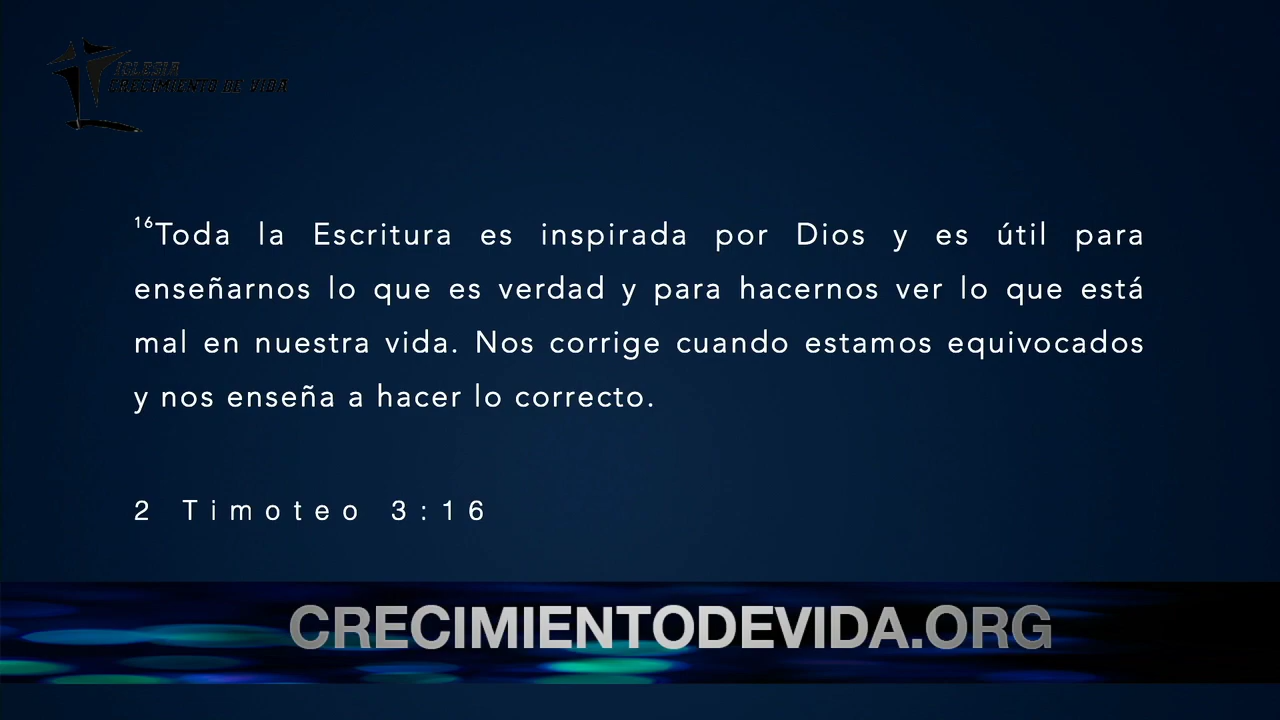 IGLESIA
CRECIMIENTO DE VIDA
16Toda la Escritura es inspirada por Dios y es útil para
enseñarnos lo que es verdad y para hacernos ver lo que está
mal en nuestra vida. Nos corrige cuando estamos equivocados
y nos enseña a hacer lo correcto.
2 Timoteo 3:16
CRECIMIENTODEVIDA.ORG